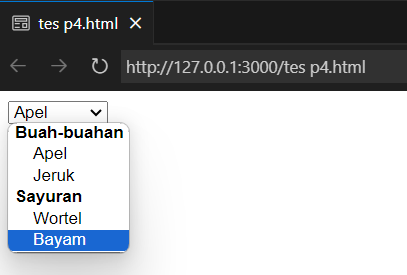 tes p4.html
http://127.0.0.1:3000/tes p4.html
Apel
Buah-buahan
Apel
Jeruk
Sayuran
Wortel
Bayam